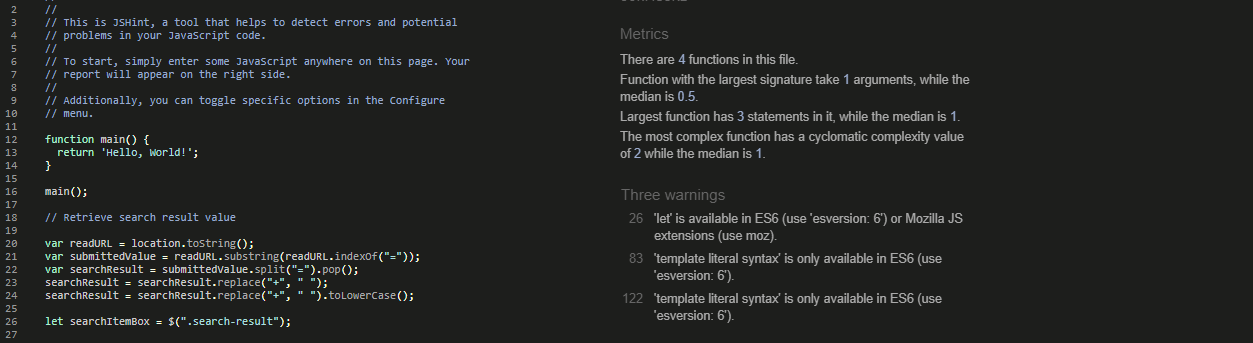 2 //
3 // This is JSHint, a tool that helps to detect errors and potential
4 // problems in your JavaScript code.
5 //
6 // To start, simply enter some JavaScript anywhere on this page. Your
7 // report will appear on the right side.
8 //
9 // Additionally, you can toggle specific options in the Configure
10 // menu.
11
12 function main() {
13 return 'Hello, World!';
14 }
15
16 main();
17
18 // Retrieve search result value
19
20 var readURL = location.toString();
21 var submittedValue = readURL.substring(readURL.indexOf("="));
22 var searchResult = submittedValue.split("=").pop();
23 searchResult = searchResult.replace("+", " ");
24 searchResult = searchResult.replace("+", " ").toLowerCase();
25
26 let searchItemBox = $(".search-result");
27
Metrics
There are 4 functions in this file.
Function with the largest signature take 1 arguments, while the
median is 0.5.
Largest function has 3 statements in it, while the median is 1.
The most complex function has a cyclomatic complexity value
of 2 while the median is 1.
Three warnings
26 'let' is available in ES6 (use 'esversion: 6') or Mozilla JS
extensions (use moz).
83 'template literal syntax' is only available in ES6 (use
'esversion: 6').
122 'template literal syntax' is only available in ES6 (use
'esversion: 6').